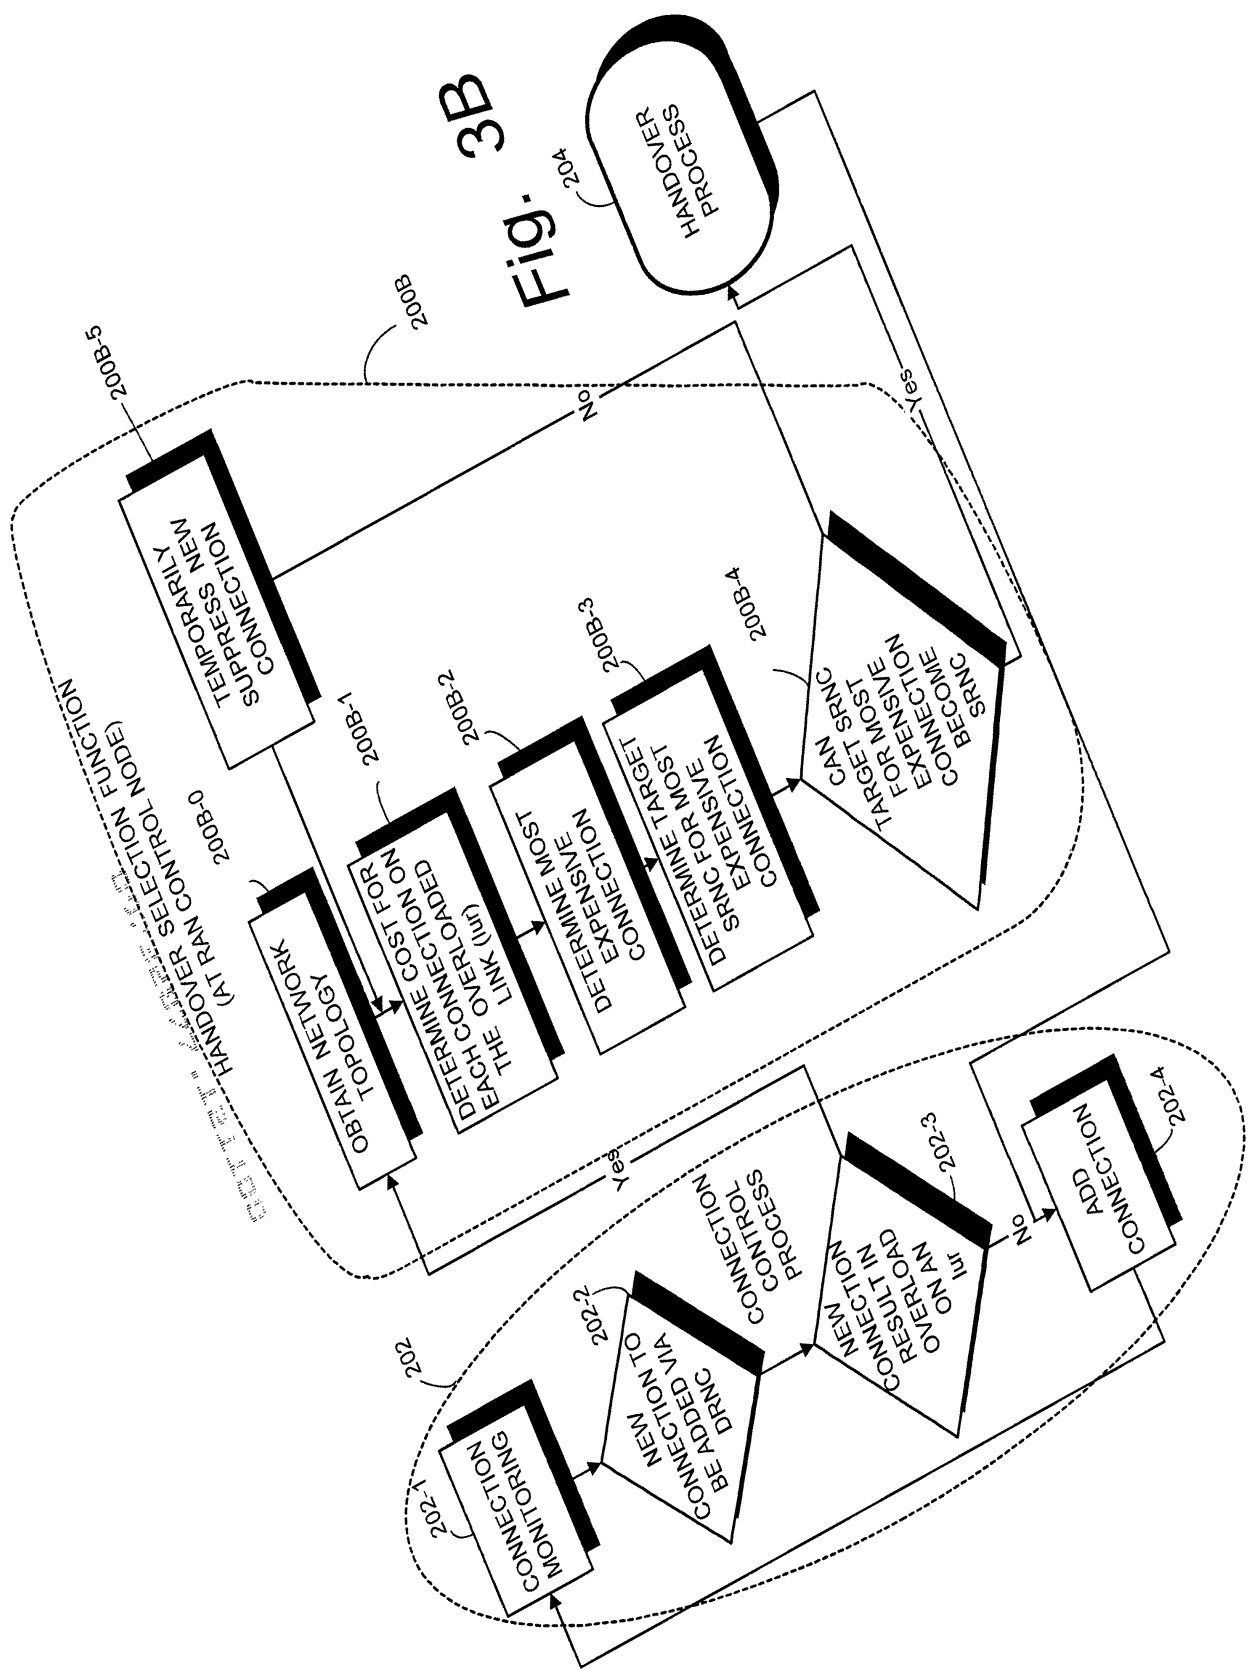 Fig. 3B
HANDOVER SELECTION FUNCTION
(AT RAN CONTROL NODE)
200B
200B-0
OBTAIN NETWORK
TOPOLOGY
200B-1
DETERMINE COST FOR
EACH CONNECTION ON
THE OVERLOADED
LINK (Iur)
200B-2
DETERMINE MOST
EXPENSIVE
CONNECTION
200B-3
DETERMINE TARGET
SRNC FOR MOST
EXPENSIVE
CONNECTION
200B-4
CAN SRNC
TARGET SRNC
FOR MOST
EXPENSIVE
CONNECTION
BECOME
SRNC
200B-5
TEMPORARILY
SUPPRESS NEW
CONNECTION
No
Yes
204
HANDOVER
PROCESS
202
CONNECTION
CONTROL
PROCESS
202-1
CONNECTION
MONITORING
202-2
NEW
CONNECTION TO
BE ADDED VIA
DRNC
202-3
NEW
CONNECTION
RESULT IN
OVERLOAD
ON AN
Iur
Yes
No
202-4
ADD
CONNECTION